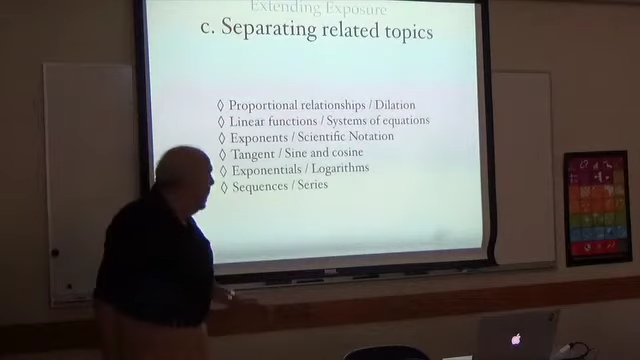 Extending Exposure
c. Separating related topics
◊ Proportional relationships / Dilation
◊ Linear functions / Systems of equations
◊ Exponents / Scientific Notation
◊ Tangent / Sine and cosine
◊ Exponentials / Logarithms
◊ Sequences / Series